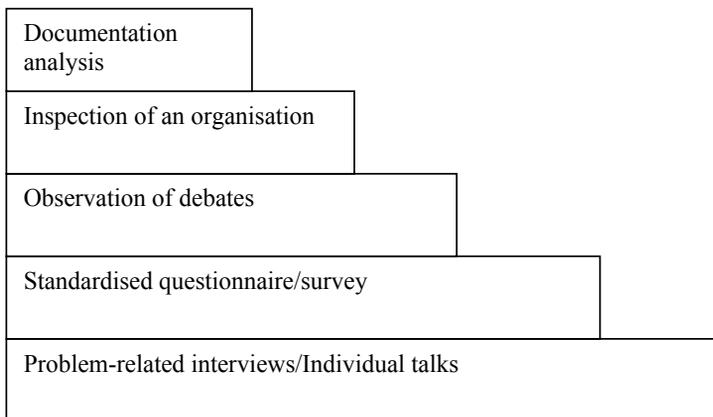 Documentation
analysis
Inspection of an organisation
Observation of debates
Standardised questionnaire/survey
Problem-related interviews/Individual talks